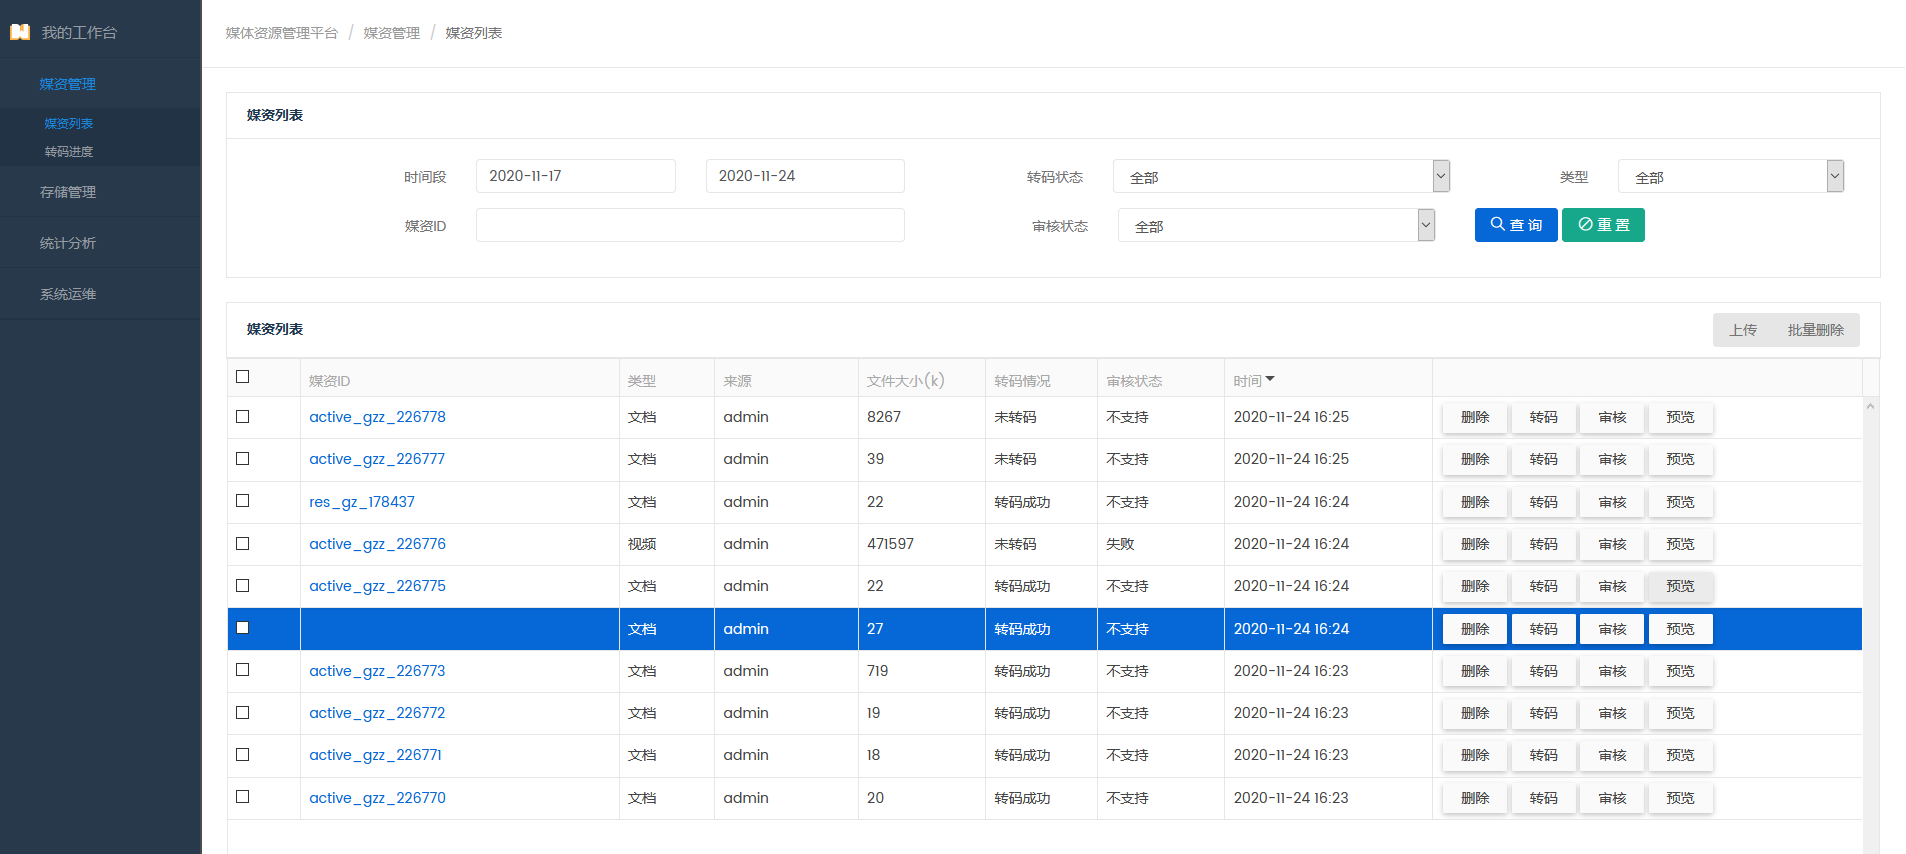 我的工作台
媒资管理
媒资列表
转码进度
存储管理
统计分析
系统运维
媒体资源管理平台 / 媒资管理 / 媒资列表
媒资列表
时间段 2020-11-17 2020-11-24 转码状态 全部 类型 全部
媒资ID 审核状态 全部 查 询 重 置
媒资列表 上传 批量删除
媒资ID 类型 来源 文件大小(k) 转码情况 审核状态 时间
active_gzz_226778 文档 admin 8267 未转码 不支持 2020-11-24 16:25 删除 转码 审核 预览
active_gzz_226777 文档 admin 39 未转码 不支持 2020-11-24 16:25 删除 转码 审核 预览
res_gz_178437 文档 admin 22 转码成功 不支持 2020-11-24 16:24 删除 转码 审核 预览
active_gzz_226776 视频 admin 471597 未转码 失败 2020-11-24 16:24 删除 转码 审核 预览
active_gzz_226775 文档 admin 22 转码成功 不支持 2020-11-24 16:24 删除 转码 审核 预览
文档 admin 27 转码成功 不支持 2020-11-24 16:24 删除 转码 审核 预览
active_gzz_226773 文档 admin 719 转码成功 不支持 2020-11-24 16:23 删除 转码 审核 预览
active_gzz_226772 文档 admin 19 转码成功 不支持 2020-11-24 16:23 删除 转码 审核 预览
active_gzz_226771 文档 admin 18 转码成功 不支持 2020-11-24 16:23 删除 转码 审核 预览
active_gzz_226770 文档 admin 20 转码成功 不支持 2020-11-24 16:23 删除 转码 审核 预览